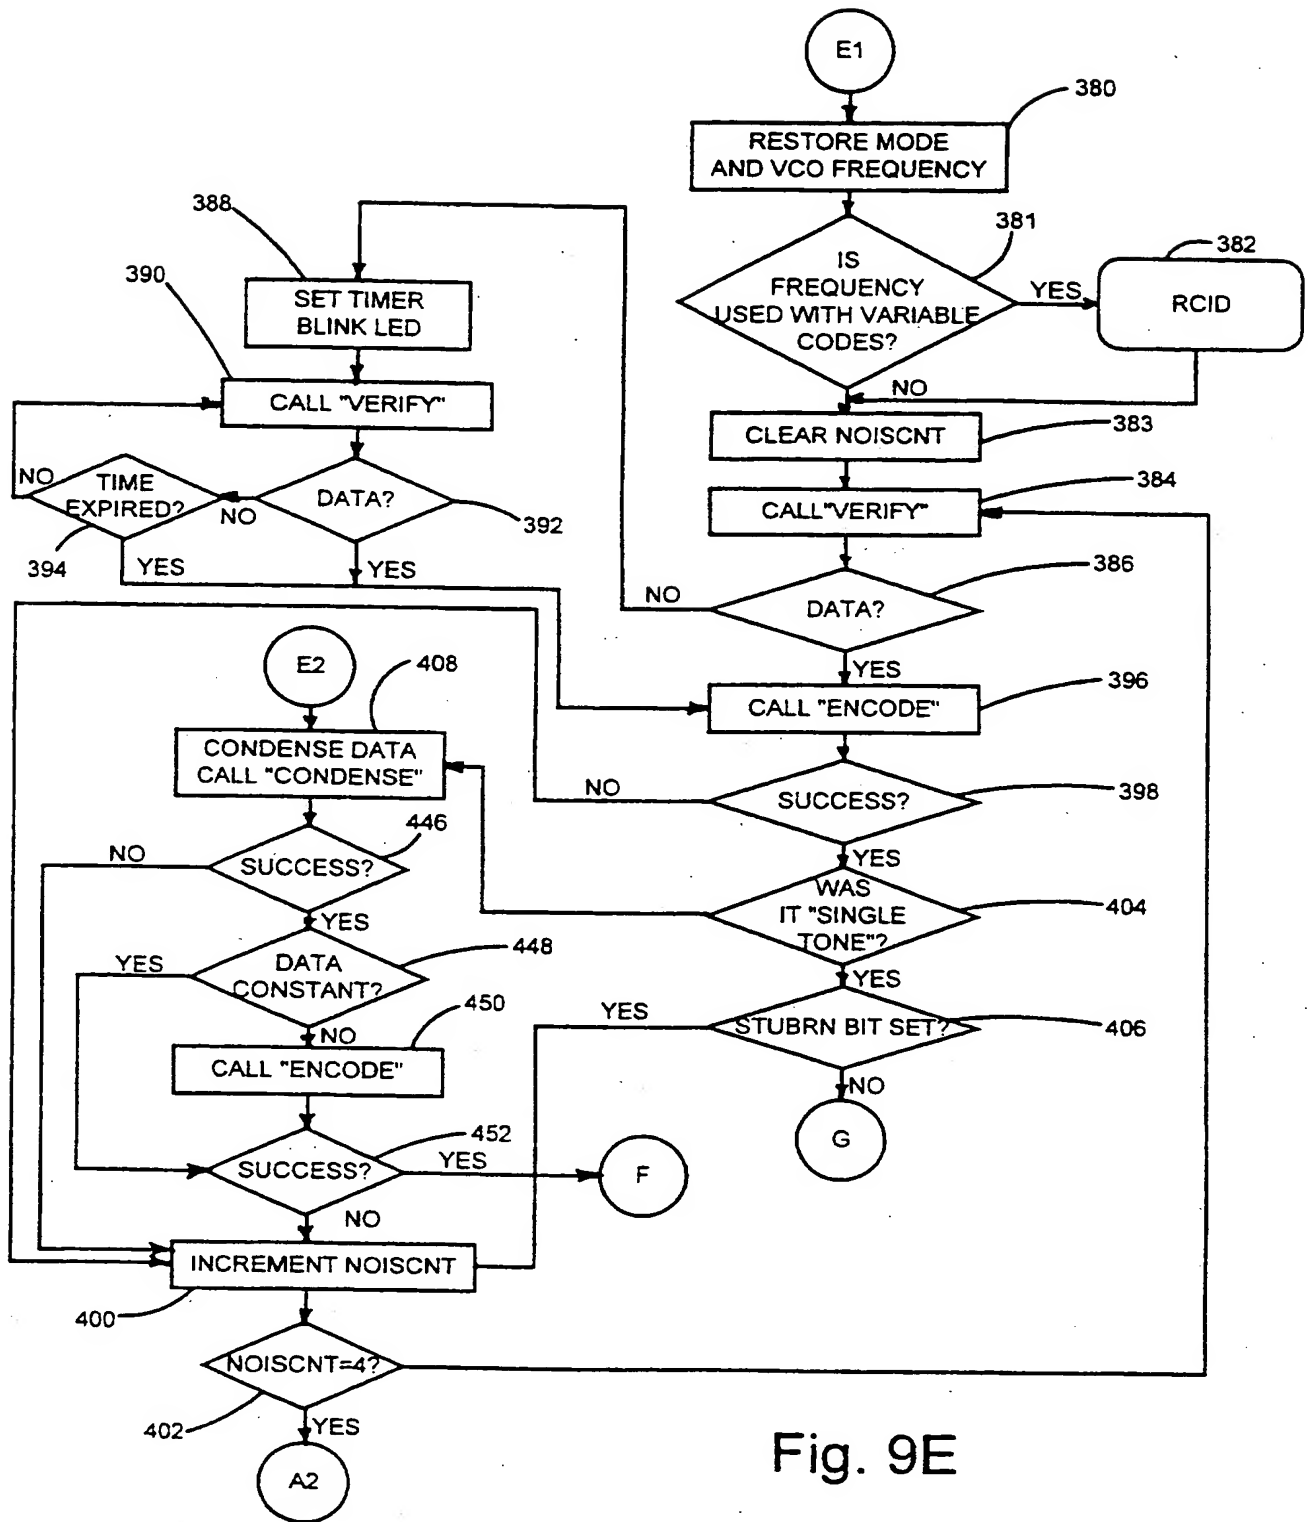 E1
380
RESTORE MODE
AND VCO FREQUENCY
388
381
382
390
IS
FREQUENCY
USED WITH VARIABLE
CODES?
YES
RCID
SET TIMER
BLINK LED
NO
CALL "VERIFY"
CLEAR NOISCNT
383
NO
TIME
EXPIRED?
NO
DATA?
392
CALL"VERIFY"
384
394
YES
YES
386
NO
DATA?
E2
408
YES
396
CALL "ENCODE"
CONDENSE DATA
CALL "CONDENSE"
NO
SUCCESS?
398
446
NO
SUCCESS?
YES
WAS
IT "SINGLE
TONE"?
404
YES
448
YES
DATA
CONSTANT?
YES
450
YES
STUBRN BIT SET?
406
NO
CALL "ENCODE"
NO
G
452
SUCCESS?
YES
F
NO
INCREMENT NOISCNT
400
NOISCNT=4?
402
YES
A2
Fig. 9E